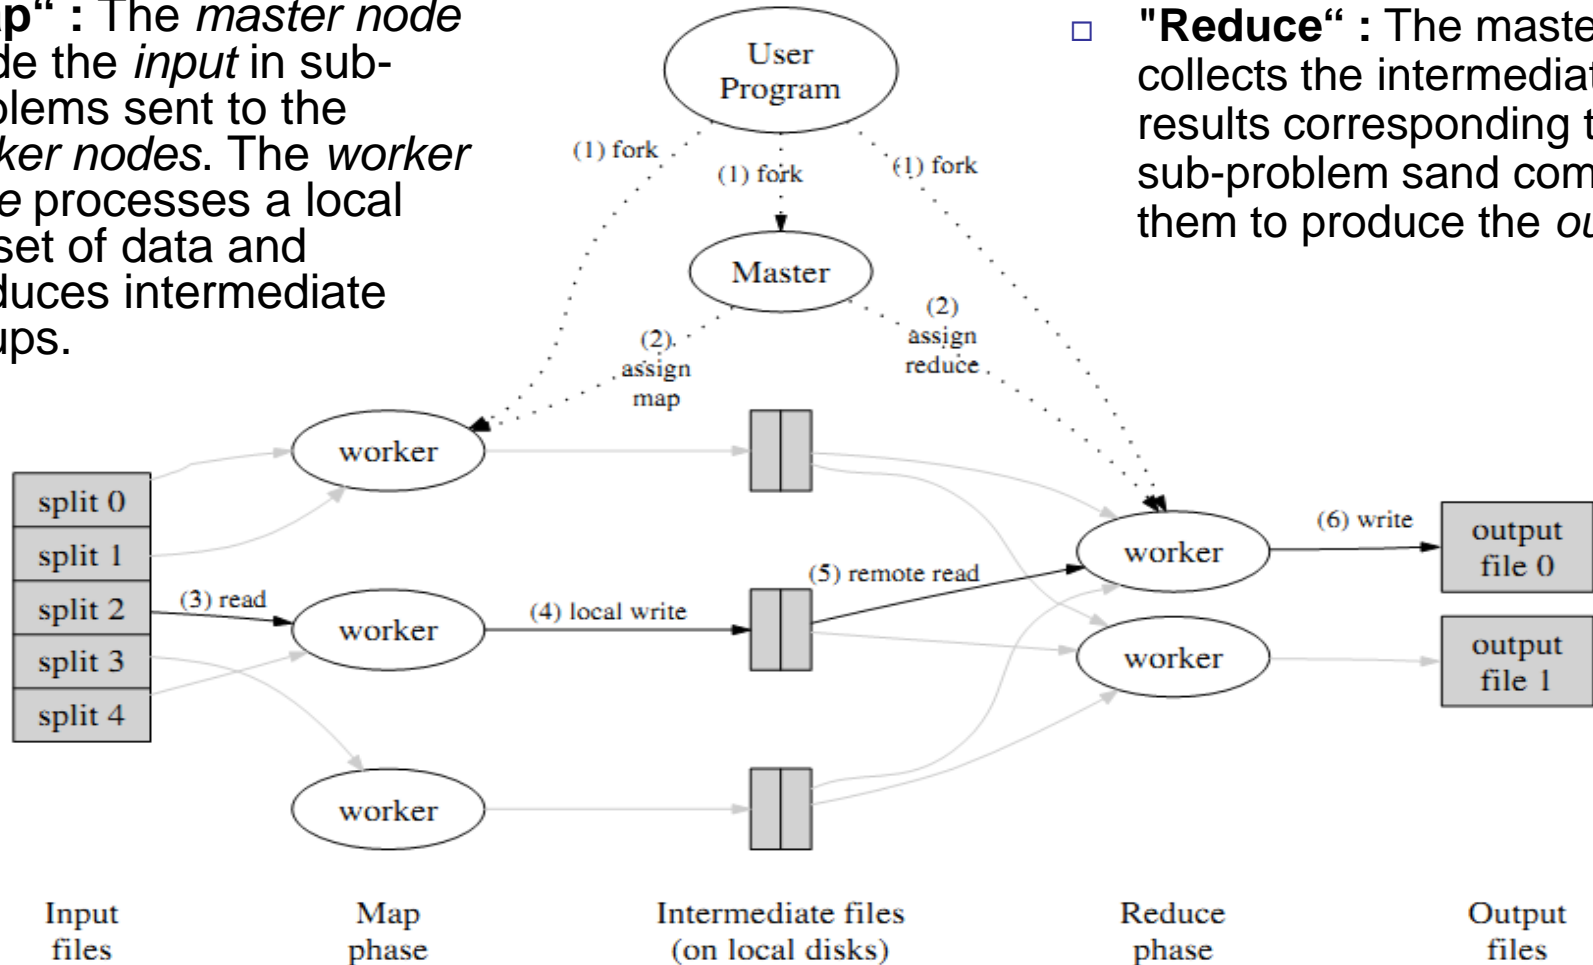 ap“ : The master node
de the input in sub-
blems sent to the
ker nodes. The worker
e processes a local
set of data and
duces intermediate
ups.
"Reduce“ : The maste
collects the intermediat
results corresponding t
sub-problem sand com
them to produce the ou
User
Program
(1) fork
(1) fork
(1) fork
Master
(2)
assign
map
(2)
assign
reduce
split 0
split 1
split 2
split 3
split 4
(3) read
worker
worker
worker
(4) local write
(5) remote read
worker
worker
(6) write
output
file 0
output
file 1
Input
files
Map
phase
Intermediate files
(on local disks)
Reduce
phase
Output
files